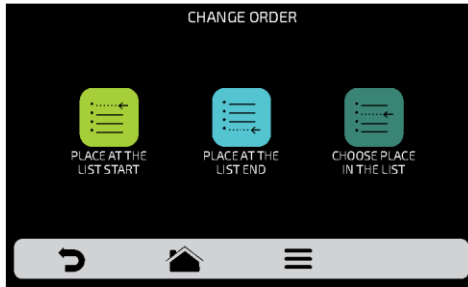 CHANGE ORDER
PLACE AT THE
LIST START
PLACE AT THE
LIST END
CHOOSE PLACE
IN THE LIST